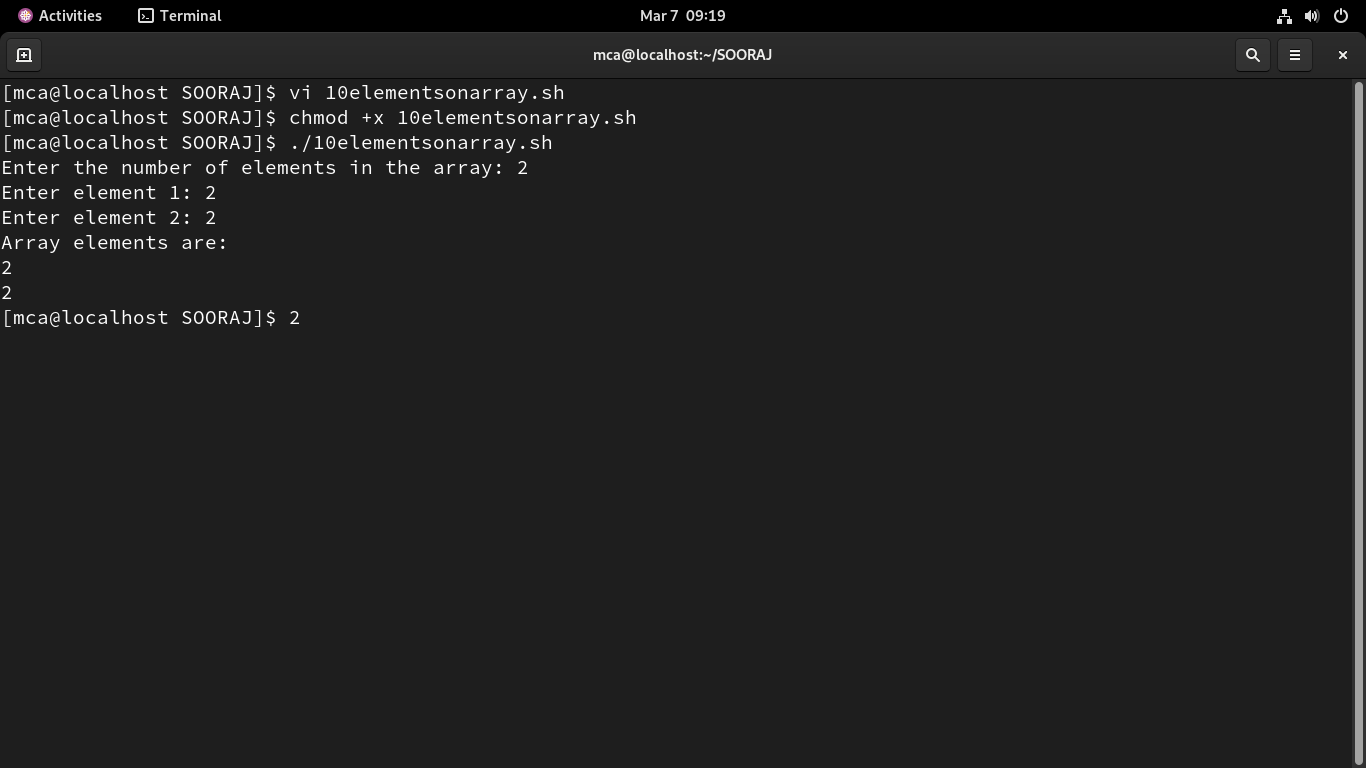 Activities Terminal Mar 7 09:19
mca@localhost:~/SOORAJ
[mca@localhost SOORAJ]$ vi 10elementsonarray.sh
[mca@localhost SOORAJ]$ chmod +x 10elementsonarray.sh
[mca@localhost SOORAJ]$ ./10elementsonarray.sh
Enter the number of elements in the array: 2
Enter element 1: 2
Enter element 2: 2
Array elements are:
2
2
[mca@localhost SOORAJ]$ 2